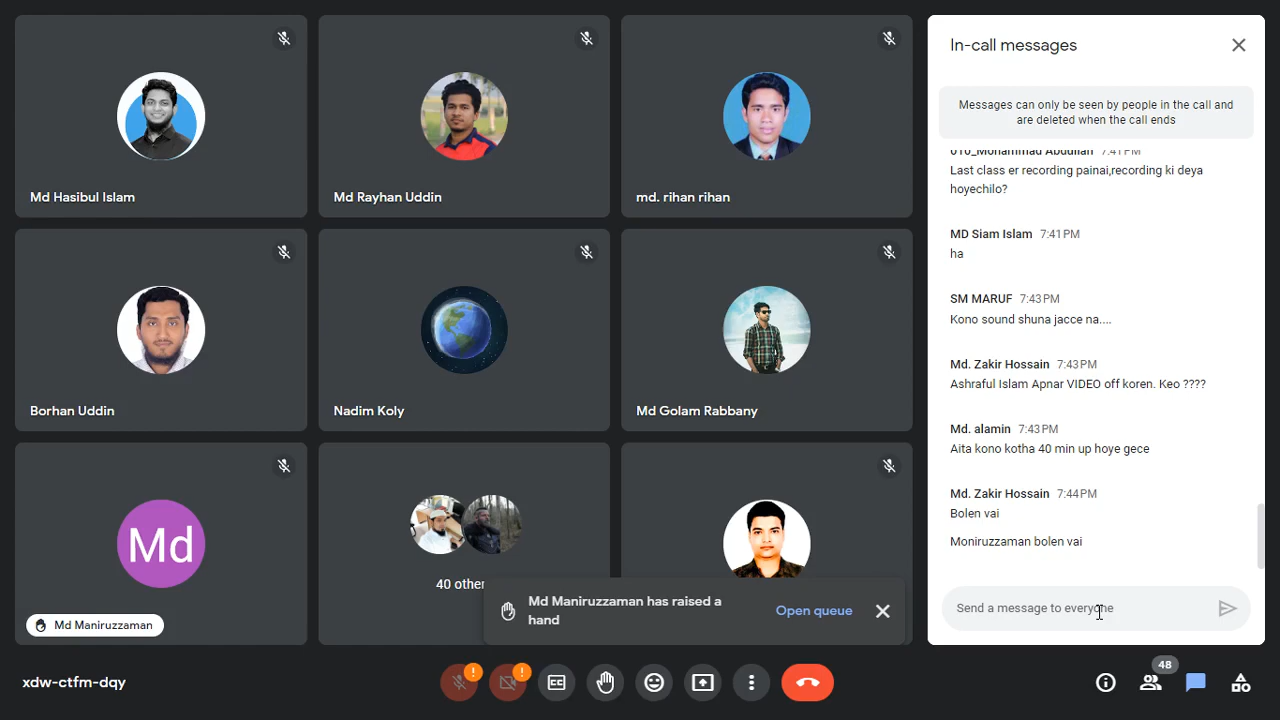 Md Hasibul Islam
Md Rayhan Uddin
md. rihan rihan
Borhan Uddin
Nadim Koly
Md Golam Rabbany
Md
Md Maniruzzaman
40 other
Md Maniruzzaman has raised a
hand
Open queue
xdw-ctfm-dqy
In-call messages
Messages can only be seen by people in the call and
are deleted when the call ends
010_Mohammad Abdullah 7:41 PM
Last class er recording painai,recording ki deya
hoyechilo?
MD Siam Islam 7:41 PM
ha
SM MARUF 7:43 PM
Kono sound shuna jacce na....
Md. Zakir Hossain 7:43 PM
Ashraful Islam Apnar VIDEO off koren. Keo ????
Md. alamin 7:43 PM
Aita kono kotha 40 min up hoye gece
Md. Zakir Hossain 7:44 PM
Bolen vai
Moniruzzaman bolen vai
Send a message to everyone
48